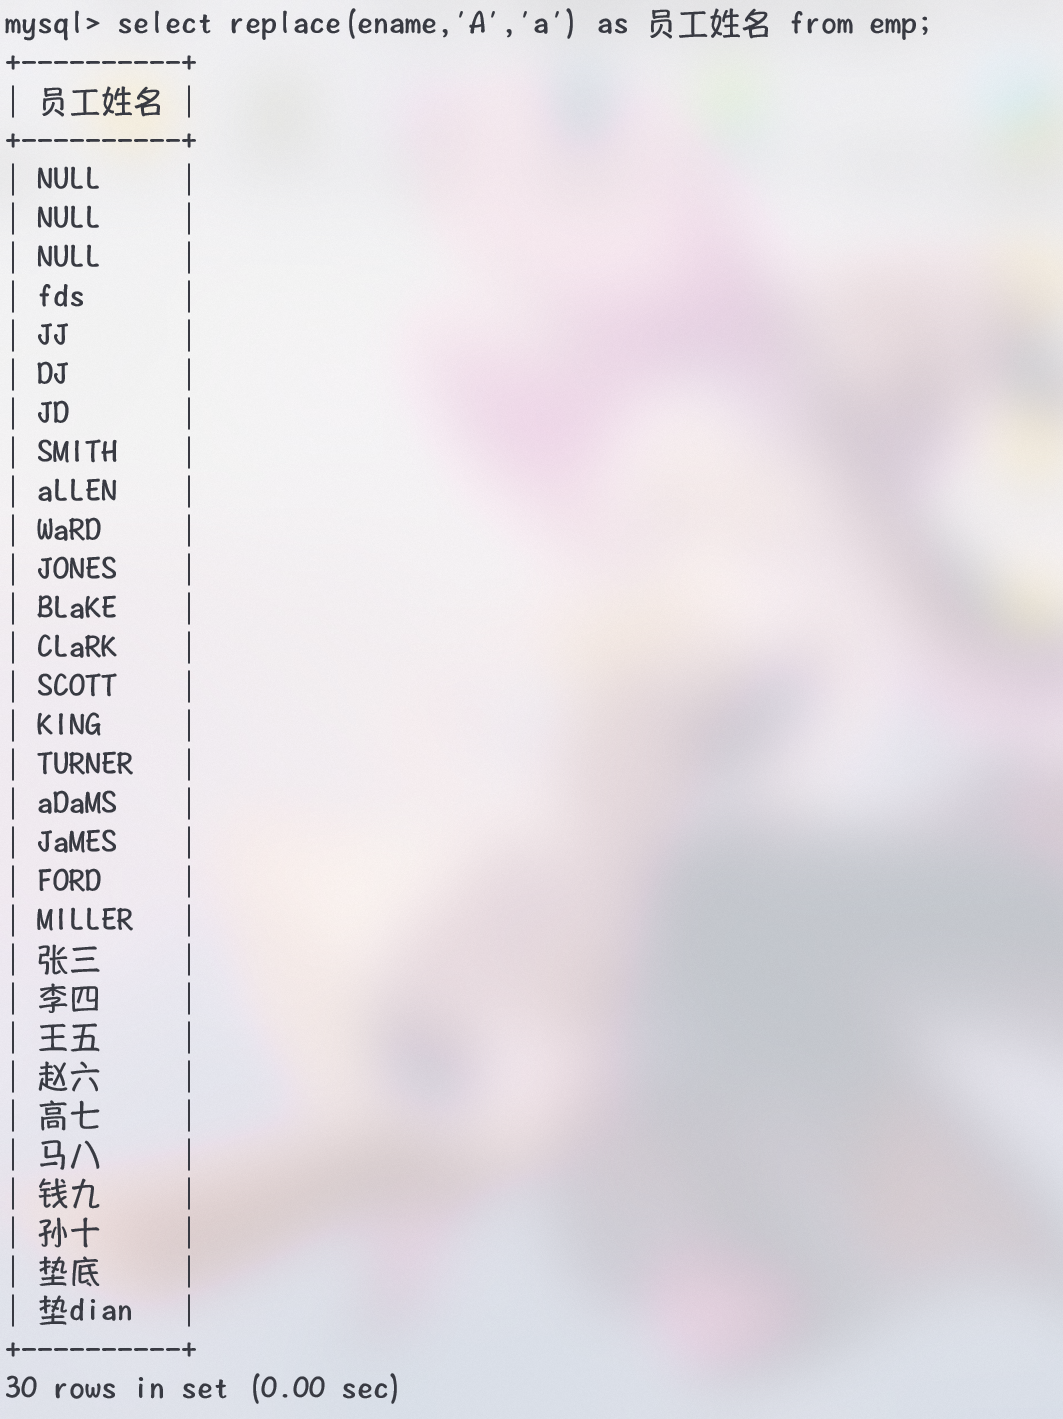 mysql> select replace(ename,'A','a') as 员工姓名 from emp;
+----------+
| 员工姓名 |
+----------+
| NULL |
| NULL |
| NULL |
| fds |
| JJ |
| DJ |
| JD |
| SMITH |
| aLLEN |
| WaRD |
| JONES |
| BLaKE |
| CLaRK |
| SCOTT |
| KING |
| TURNER |
| aDaMS |
| JaMES |
| FORD |
| MILLER |
| 张三 |
| 李四 |
| 王五 |
| 赵六 |
| 高七 |
| 马八 |
| 钱九 |
| 孙十 |
| 垫底 |
| 垫dian |
+----------+
30 rows in set (0.00 sec)